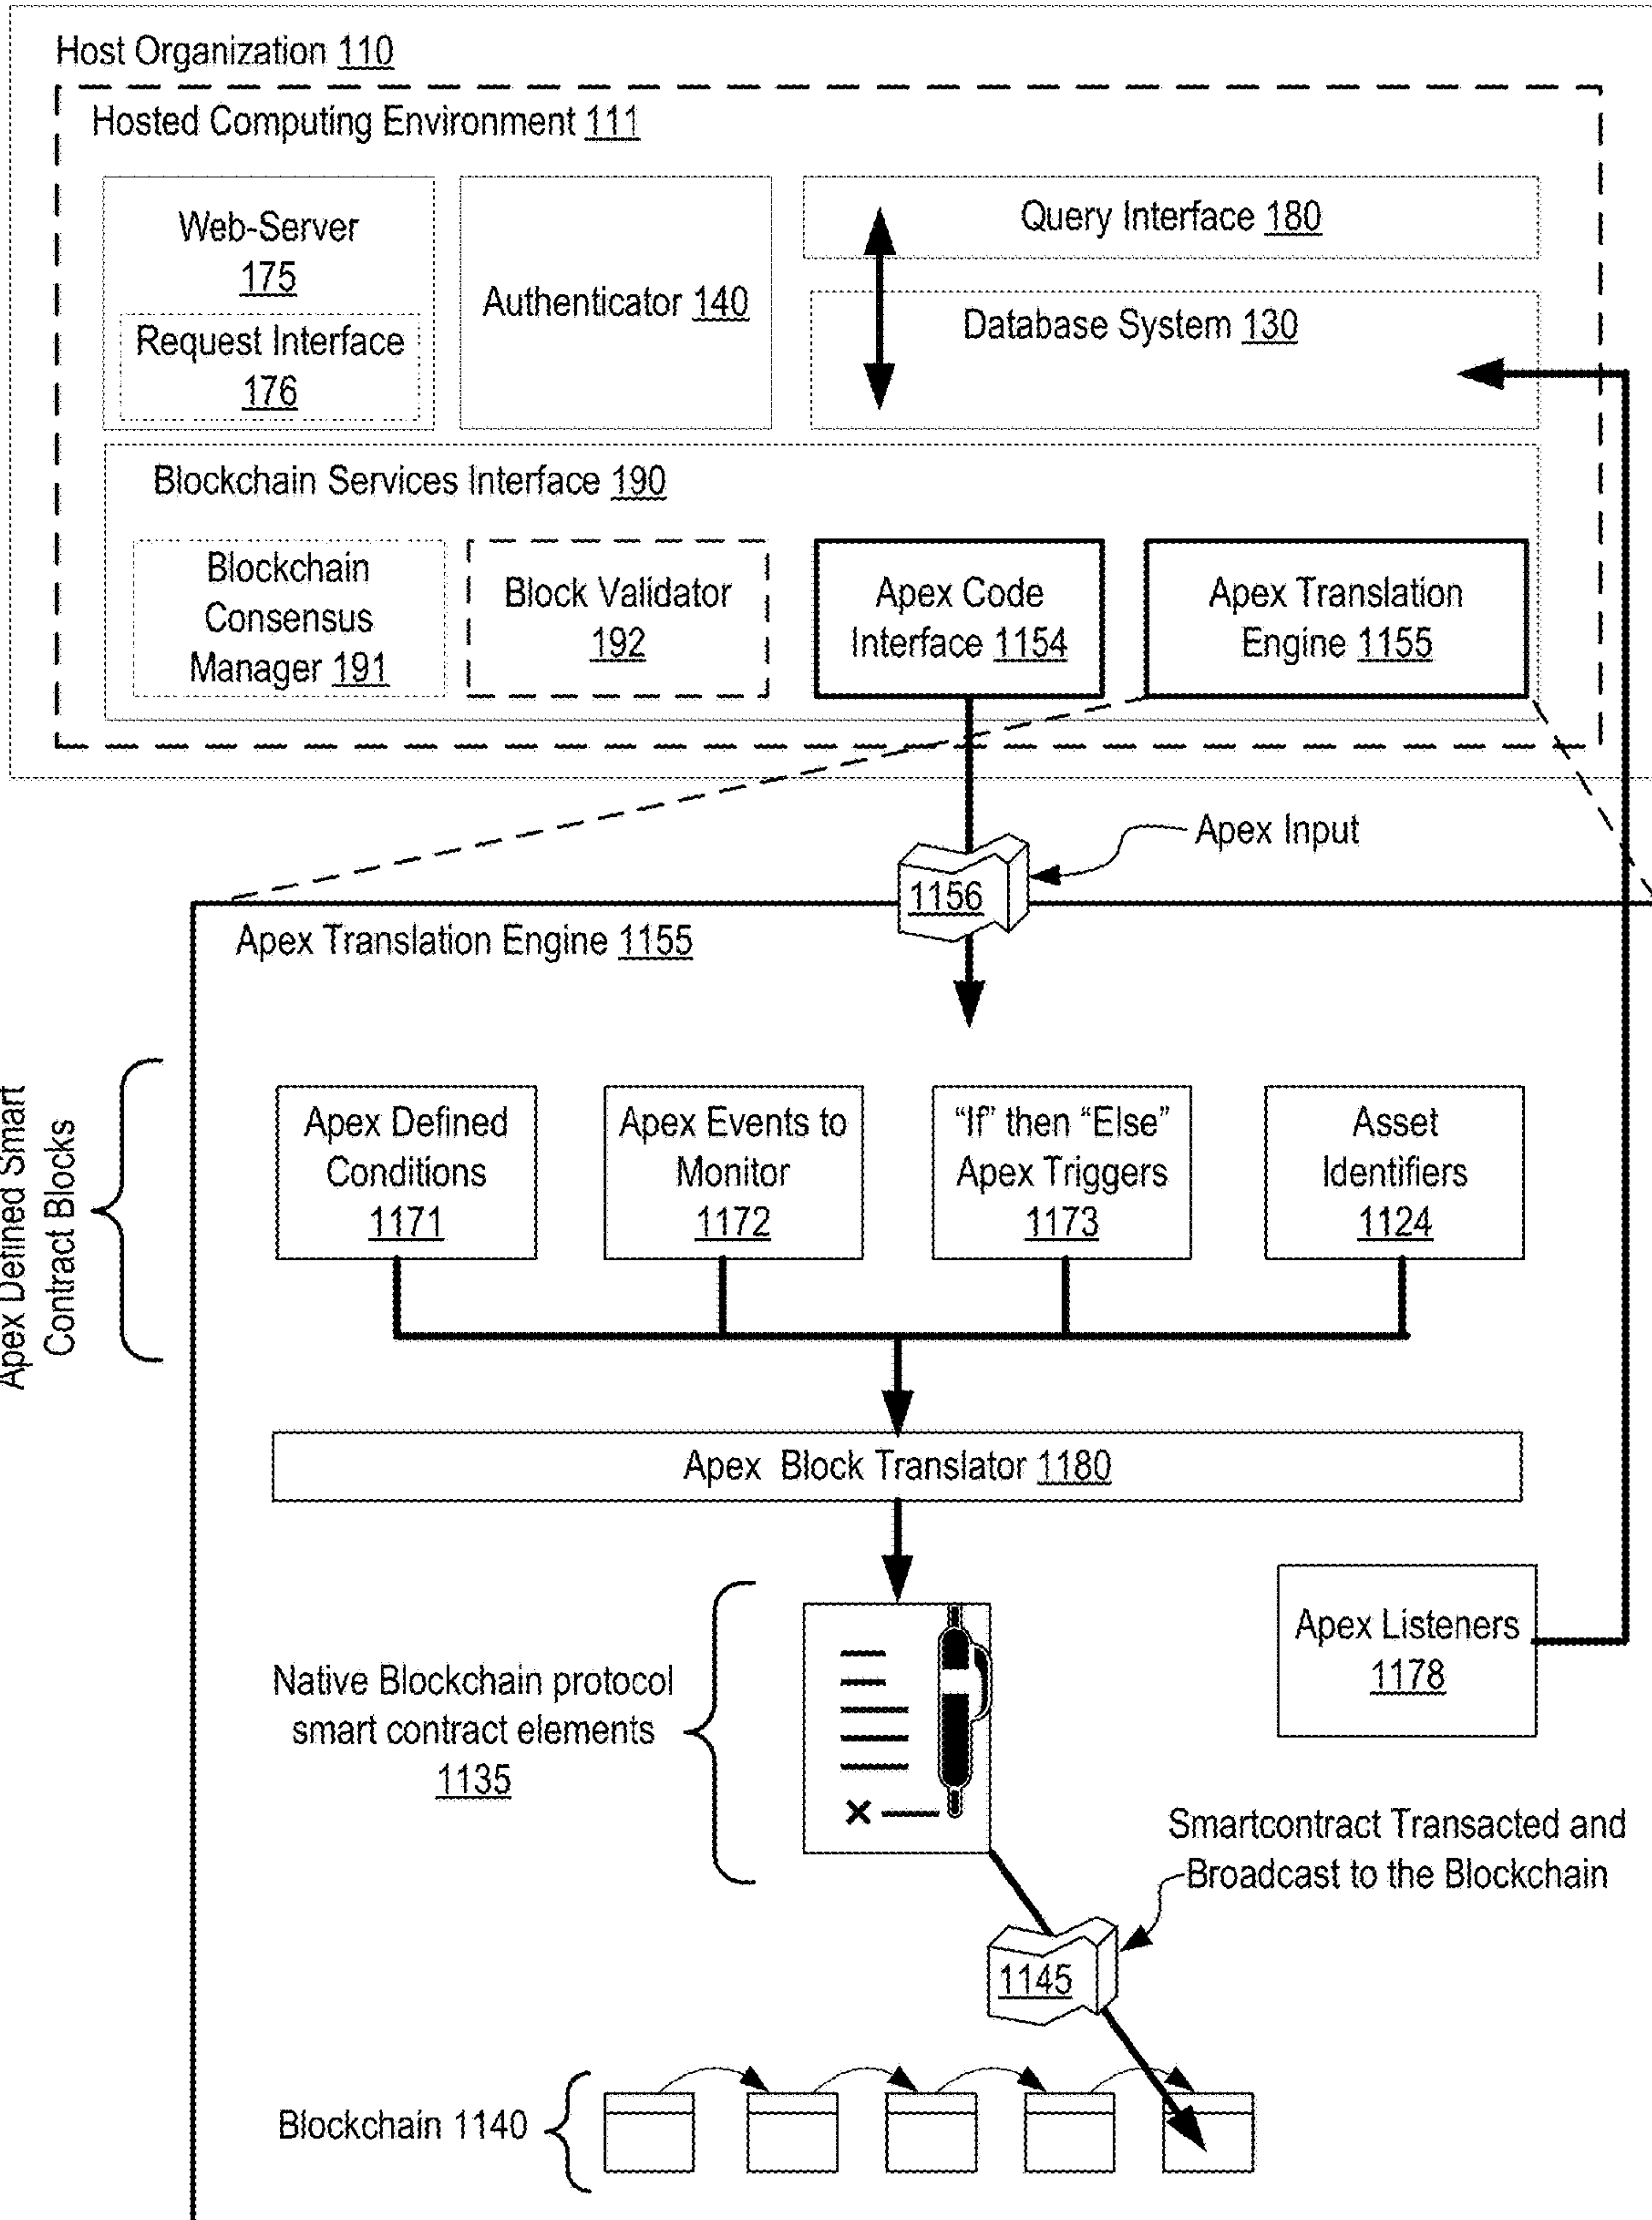 Host Organization 110
Hosted Computing Environment 111
Web-Server
175
Request Interface
176
Authenticator 140
Query Interface 180
Database System 130
Blockchain Services Interface 190
Blockchain
Consensus
Manager 191
Block Validator
192
Apex Code
Interface 1154
Apex Translation
Engine 1155
Apex Input
1156
Apex Translation Engine 1155
Apex Defined Smart
Contract Blocks
Apex Defined
Conditions
1171
Apex Events to
Monitor
1172
“If” then “Else”
Apex Triggers
1173
Asset
Identifiers
1124
Apex Block Translator 1180
Native Blockchain protocol
smart contract elements
1135
Apex Listeners
1178
Smartcontract Transacted and
Broadcast to the Blockchain
1145
Blockchain 1140